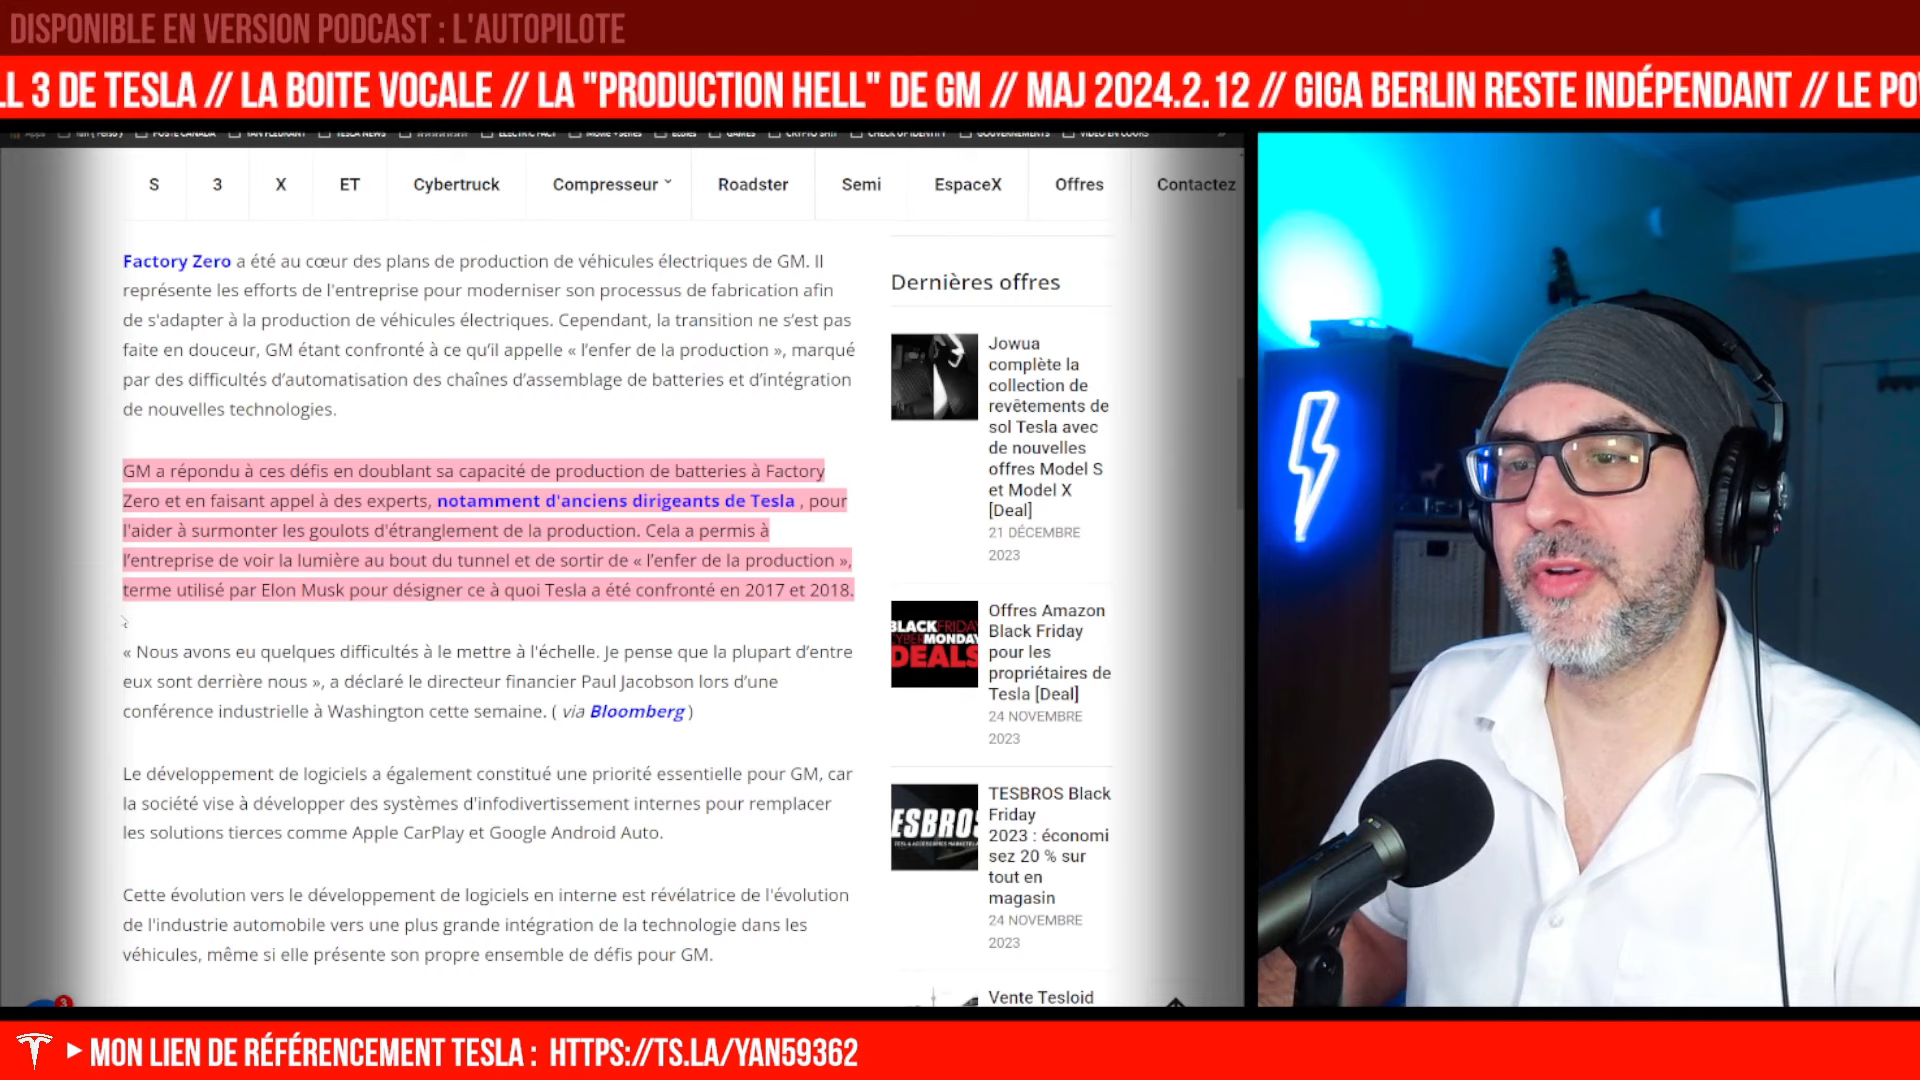 DISPONIBLE EN VERSION PODCAST : L'AUTOPILOTE
LL 3 DE TESLA // LA BOITE VOCALE // LA "PRODUCTION HELL" DE GM // MAJ 2024.2.12 // GIGA BERLIN RESTE INDÉPENDANT // LE PO
S 3 X ET Cybertruck Compresseur Roadster Semi EspaceX Offres Contactez
Factory Zero a été au cœur des plans de production de véhicules électriques de GM. Il
représente les efforts de l'entreprise pour moderniser son processus de fabrication afin
de s'adapter à la production de véhicules électriques. Cependant, la transition ne s’est pas
faite en douceur, GM étant confronté à ce qu’il appelle « l’enfer de la production », marqué
par des difficultés d’automatisation des chaînes d’assemblage de batteries et d’intégration
de nouvelles technologies.
GM a répondu à ces défis en doublant sa capacité de production de batteries à Factory
Zero et en faisant appel à des experts, notamment d'anciens dirigeants de Tesla , pour
l'aider à surmonter les goulots d'étranglement de la production. Cela a permis à
l’entreprise de voir la lumière au bout du tunnel et de sortir de « l’enfer de la production »,
terme utilisé par Elon Musk pour désigner ce à quoi Tesla a été confronté en 2017 et 2018.
« Nous avons eu quelques difficultés à le mettre à l'échelle. Je pense que la plupart d’entre
eux sont derrière nous », a déclaré le directeur financier Paul Jacobson lors d’une
conférence industrielle à Washington cette semaine. ( via Bloomberg )
Le développement de logiciels a également constitué une priorité essentielle pour GM, car
la société vise à développer des systèmes d'infodivertissement internes pour remplacer
les solutions tierces comme Apple CarPlay et Google Android Auto.
Cette évolution vers le développement de logiciels en interne est révélatrice de l'évolution
de l'industrie automobile vers une plus grande intégration de la technologie dans les
véhicules, même si elle présente son propre ensemble de défis pour GM.
3
Dernières offres
Jowua
complète la
collection de
revêtements de
sol Tesla avec
de nouvelles
offres Model S
et Model X
[Deal]
21 DÉCEMBRE
2023
BLACK FRIDAY
CYBER MONDAY
DEALS
Offres Amazon
Black Friday
pour les
propriétaires de
Tesla [Deal]
24 NOVEMBRE
2023
ESBROS
TESBROS Black
Friday
2023 : économi
sez 20 % sur
tout en
magasin
24 NOVEMBRE
2023
Vente Tesloid
MON LIEN DE RÉFÉRENCEMENT TESLA : HTTPS://TS.LA/YAN59362